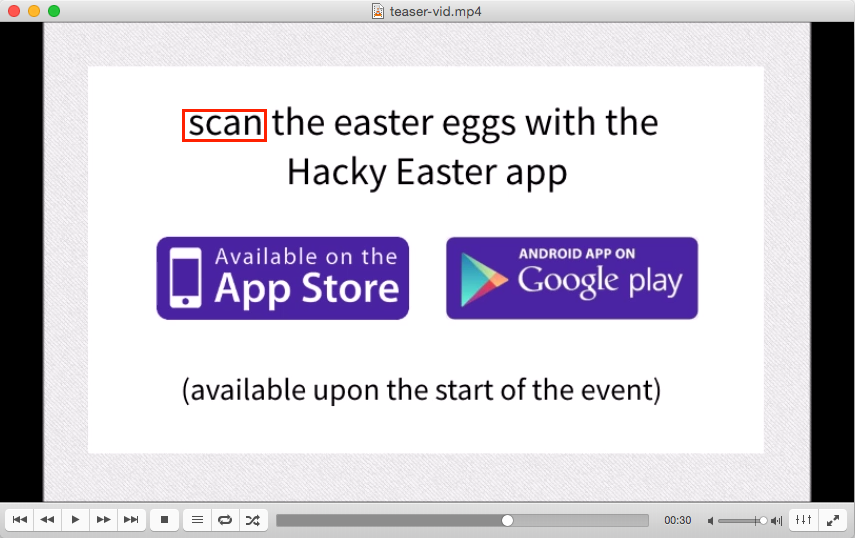 teaser-vid.mp4
scan the easter eggs with the
Hacky Easter app
Available on the
App Store
ANDROID APP ON
Google play
(available upon the start of the event)
00:30